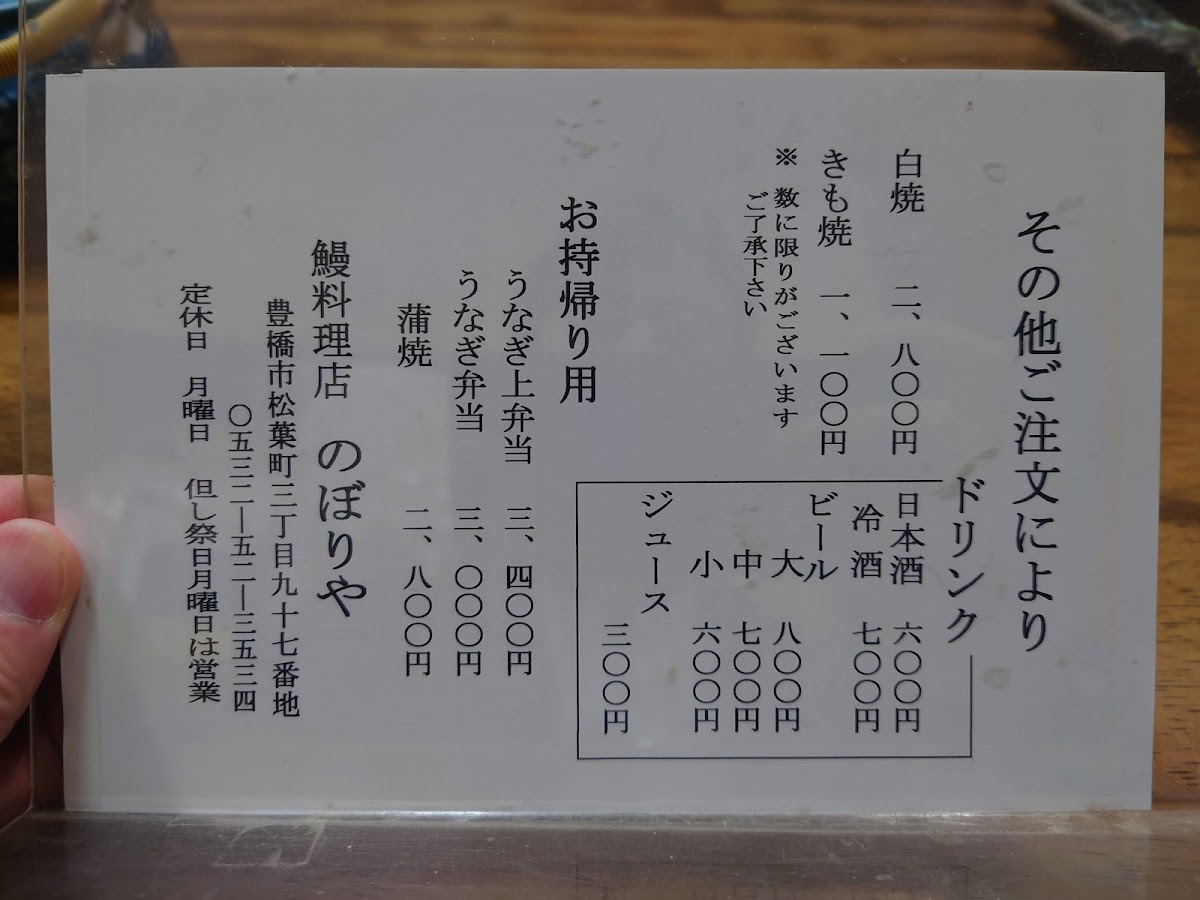 その他ご注文により
白焼 二、八〇〇円
きも焼 一、一〇〇円
※ 数に限りがございます
ご了承下さい
ドリンク
日本酒 六〇〇円
冷酒 七〇〇円
ビール
大 八〇〇円
中 七〇〇円
小 六〇〇円
ジュース
三〇〇円
お持帰り用
うなぎ上弁当 三、四〇〇円
うなぎ弁当 三、〇〇〇円
蒲焼 二、八〇〇円
鰻料理店 のぼりや
豊橋市松葉町三丁目九十七番地
〇五三二ー五二ー三五三四
定休日 月曜日 但し祭日月曜日は営業